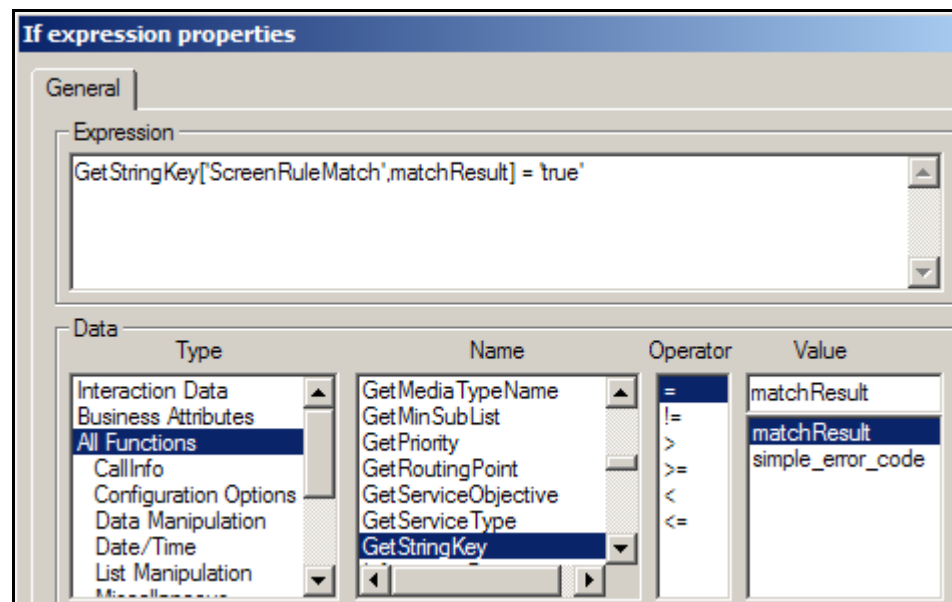 If expression properties
General
Expression
GetStringKey['ScreenRuleMatch',matchResult] = 'true'
Data
Type
Name
Operator
Value
Interaction Data
Business Attributes
All Functions
CallInfo
Configuration Options
Data Manipulation
Date/Time
List Manipulation
GetMediaTypeName
GetMinSubList
GetPriority
GetRoutingPoint
GetServiceObjective
GetServiceType
GetStringKey
=
!=
>
>=
<
<=
matchResult
matchResult
simple_error_code